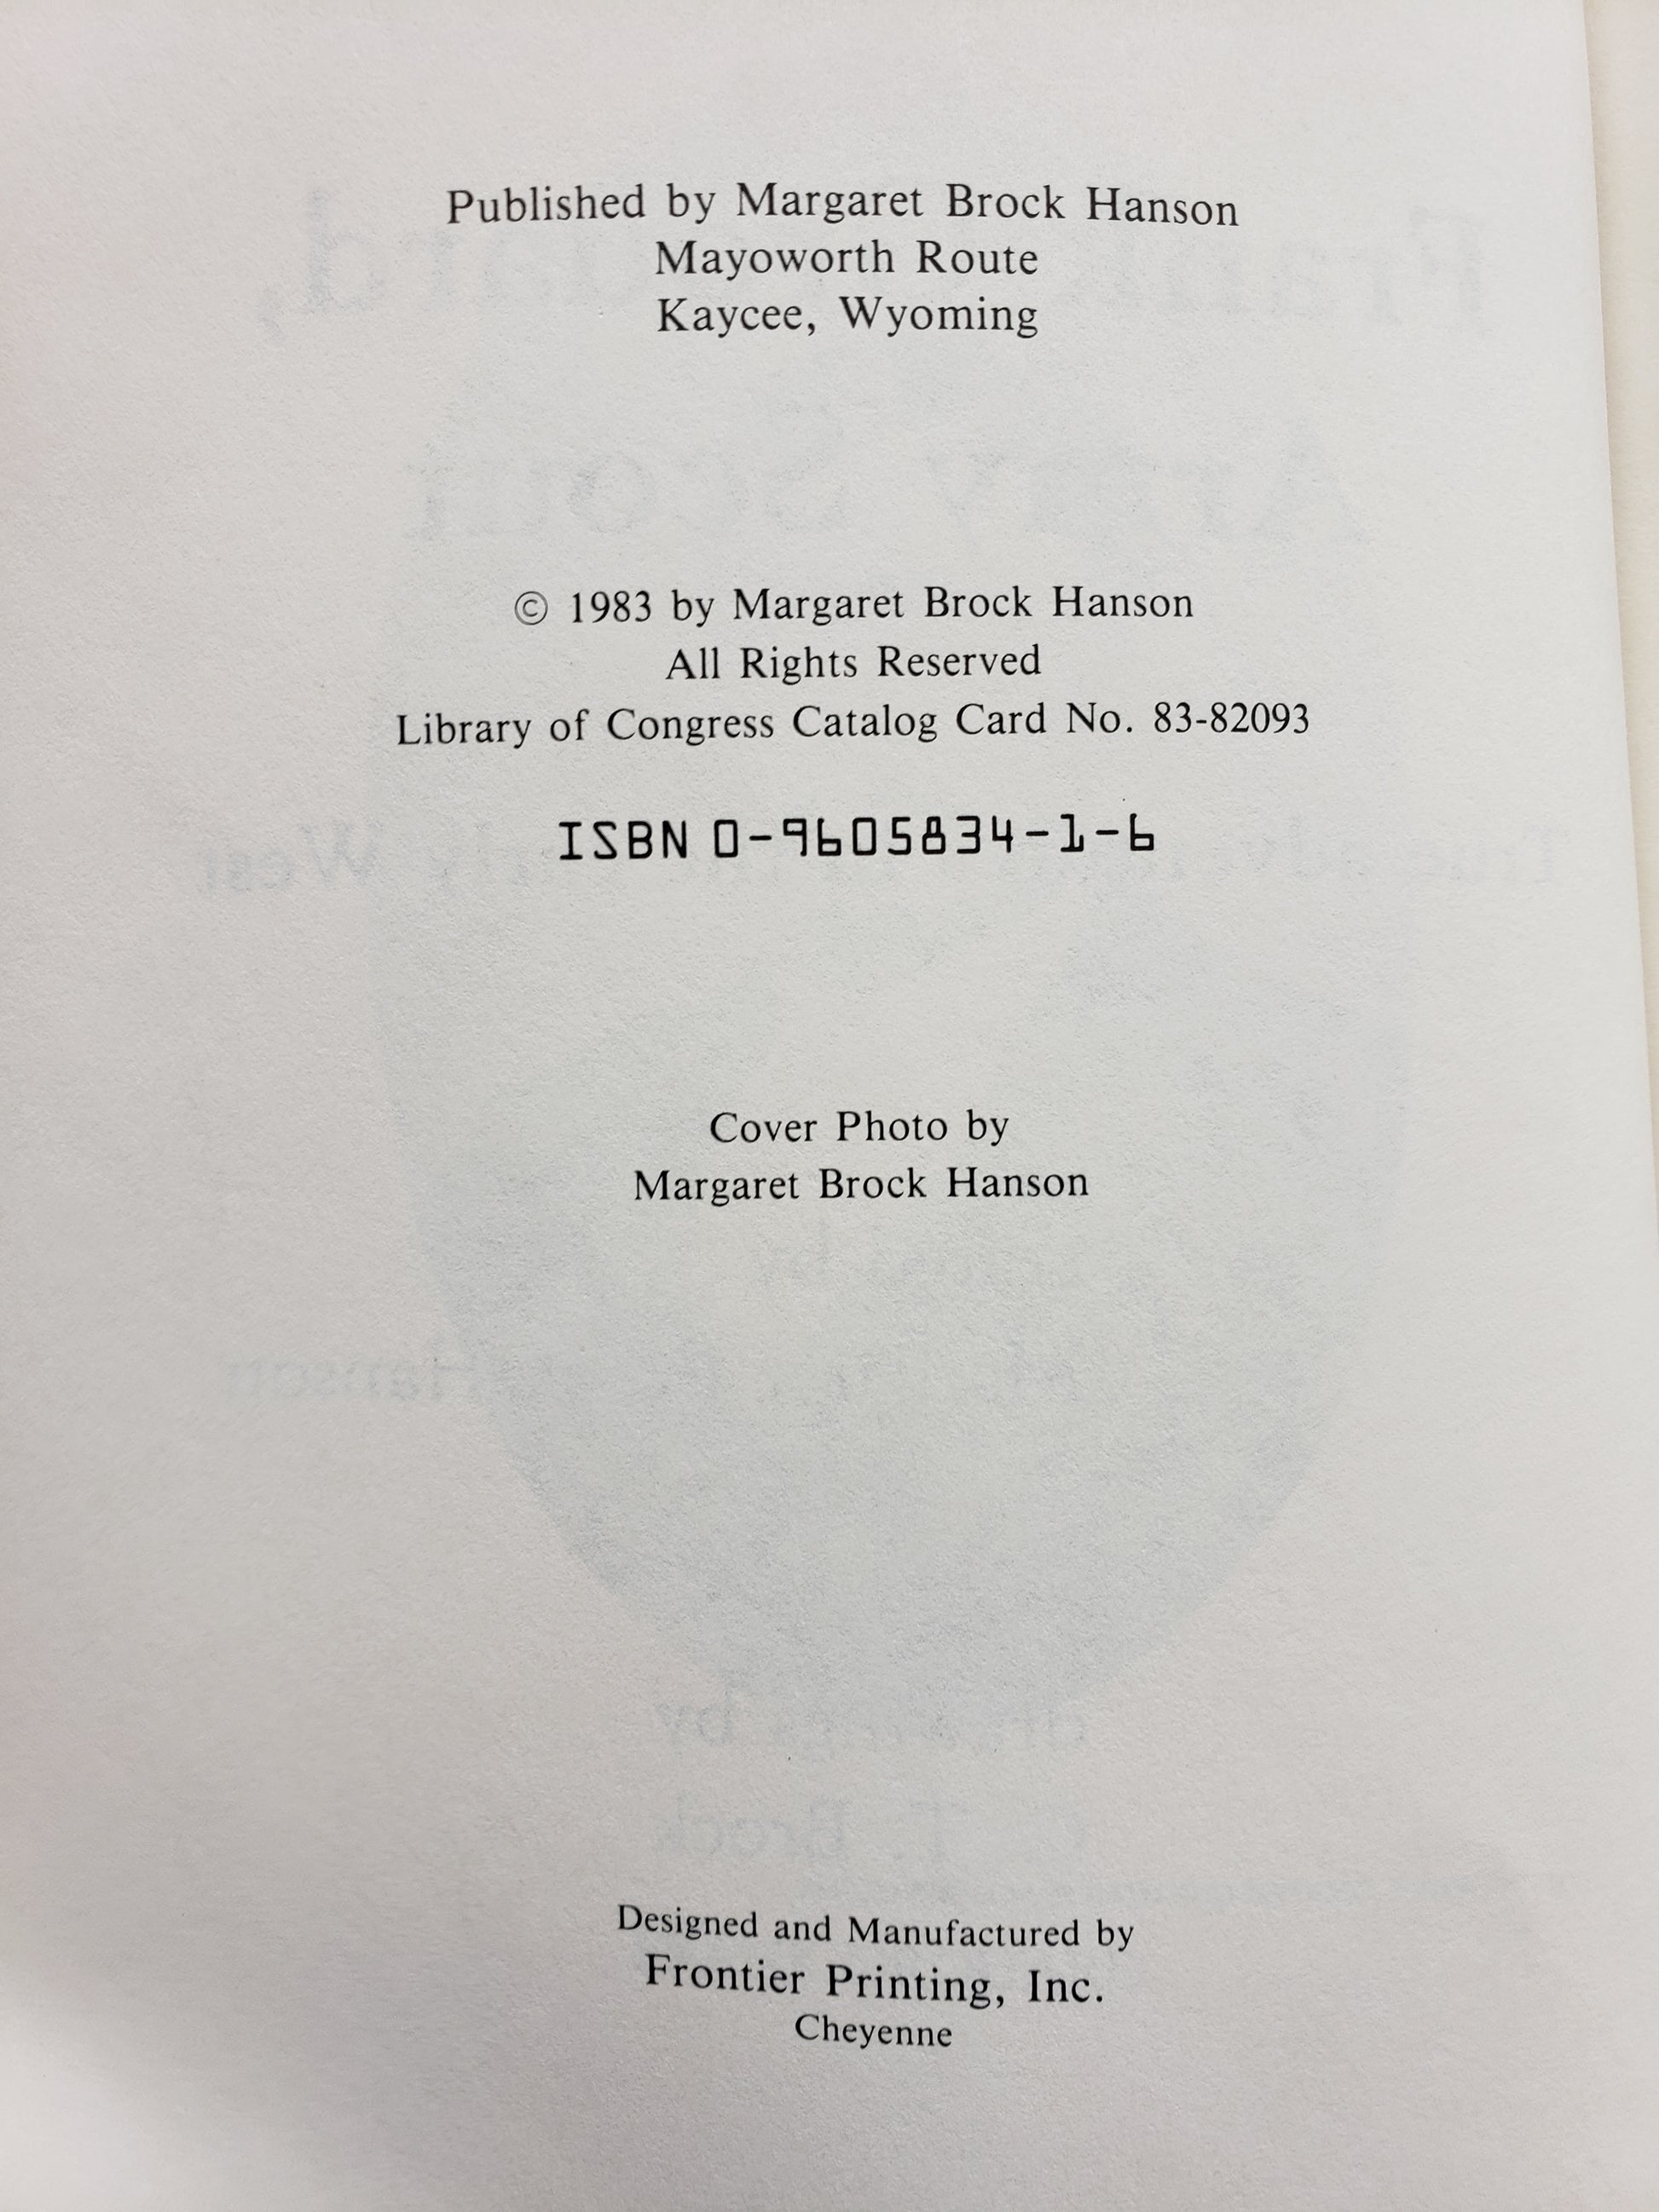 Published by Margaret Brock Hanson
Mayoworth Route
Kaycee, Wyoming
© 1983 by Margaret Brock Hanson
All Rights Reserved
Library of Congress Catalog Card No. 83-82093
ISBN 0-9605834-1-6
Cover Photo by
Margaret Brock Hanson
Designed and Manufactured by
Frontier Printing, Inc.
Cheyenne